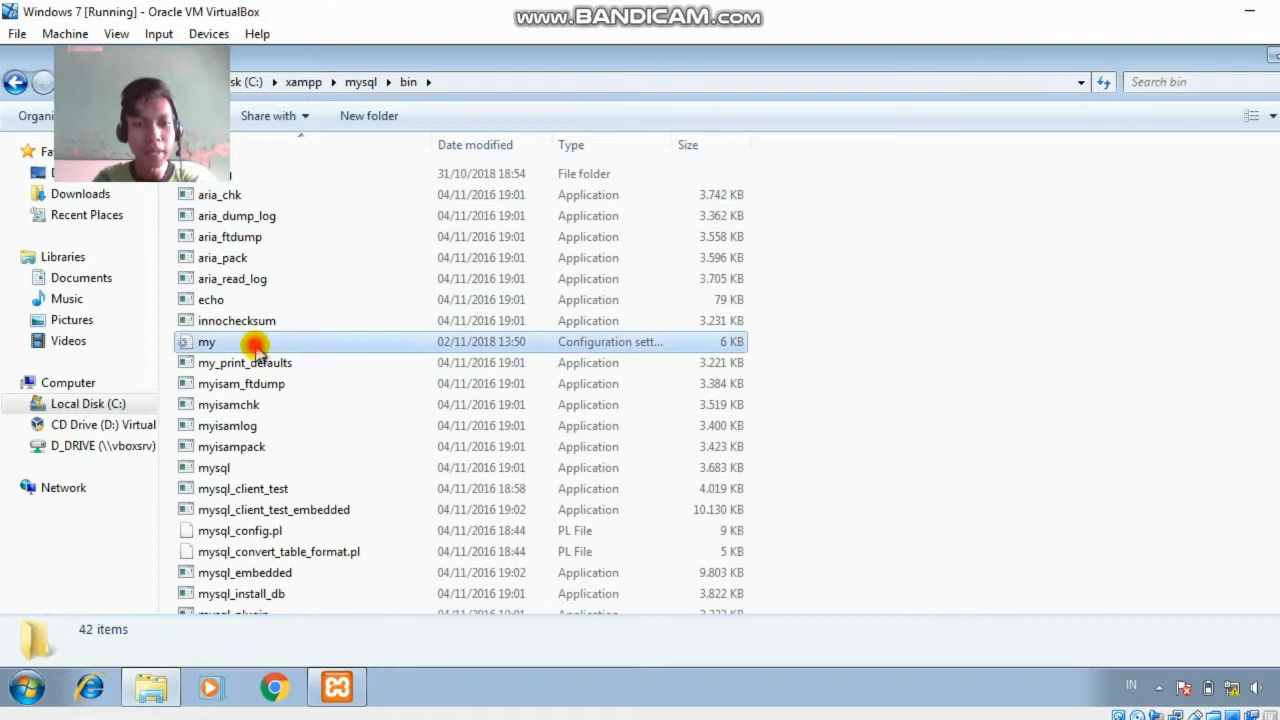 Windows 7 [Running] - Oracle VM VirtualBox
www.BANDICAM.com
File Machine View Input Devices Help
sk (C:) xampp mysql bin Search bin
Organi Share with New folder
Date modified Type Size
Fa
31/10/2018 18:54 File folder
Downloads aria_chk 04/11/2016 19:01 Application 3.742 KB
Recent Places aria_dump_log 04/11/2016 19:01 Application 3.362 KB
aria_ftdump 04/11/2016 19:01 Application 3.558 KB
Libraries aria_pack 04/11/2016 19:01 Application 3.596 KB
Documents aria_read_log 04/11/2016 19:01 Application 3.705 KB
Music echo 04/11/2016 19:01 Application 79 KB
Pictures innochecksum 04/11/2016 19:01 Application 3.231 KB
Videos my 02/11/2018 13:50 Configuration sett... 6 KB
my_print_defaults 04/11/2016 19:01 Application 3.221 KB
Computer myisam_ftdump 04/11/2016 19:01 Application 3.384 KB
Local Disk (C:) myisamchk 04/11/2016 19:01 Application 3.519 KB
CD Drive (D:) Virtual myisamlog 04/11/2016 19:01 Application 3.400 KB
D_DRIVE (\\vboxsrv) myisampack 04/11/2016 19:01 Application 3.423 KB
mysql 04/11/2016 19:01 Application 3.683 KB
Network mysql_client_test 04/11/2016 18:58 Application 4.019 KB
mysql_client_test_embedded 04/11/2016 19:02 Application 10.130 KB
mysql_config.pl 04/11/2016 18:44 PL File 9 KB
mysql_convert_table_format.pl 04/11/2016 18:44 PL File 5 KB
mysql_embedded 04/11/2016 19:02 Application 9.803 KB
mysql_install_db 04/11/2016 19:01 Application 3.822 KB
mysql_plugin 04/11/2016 19:01 Application
42 items
IN